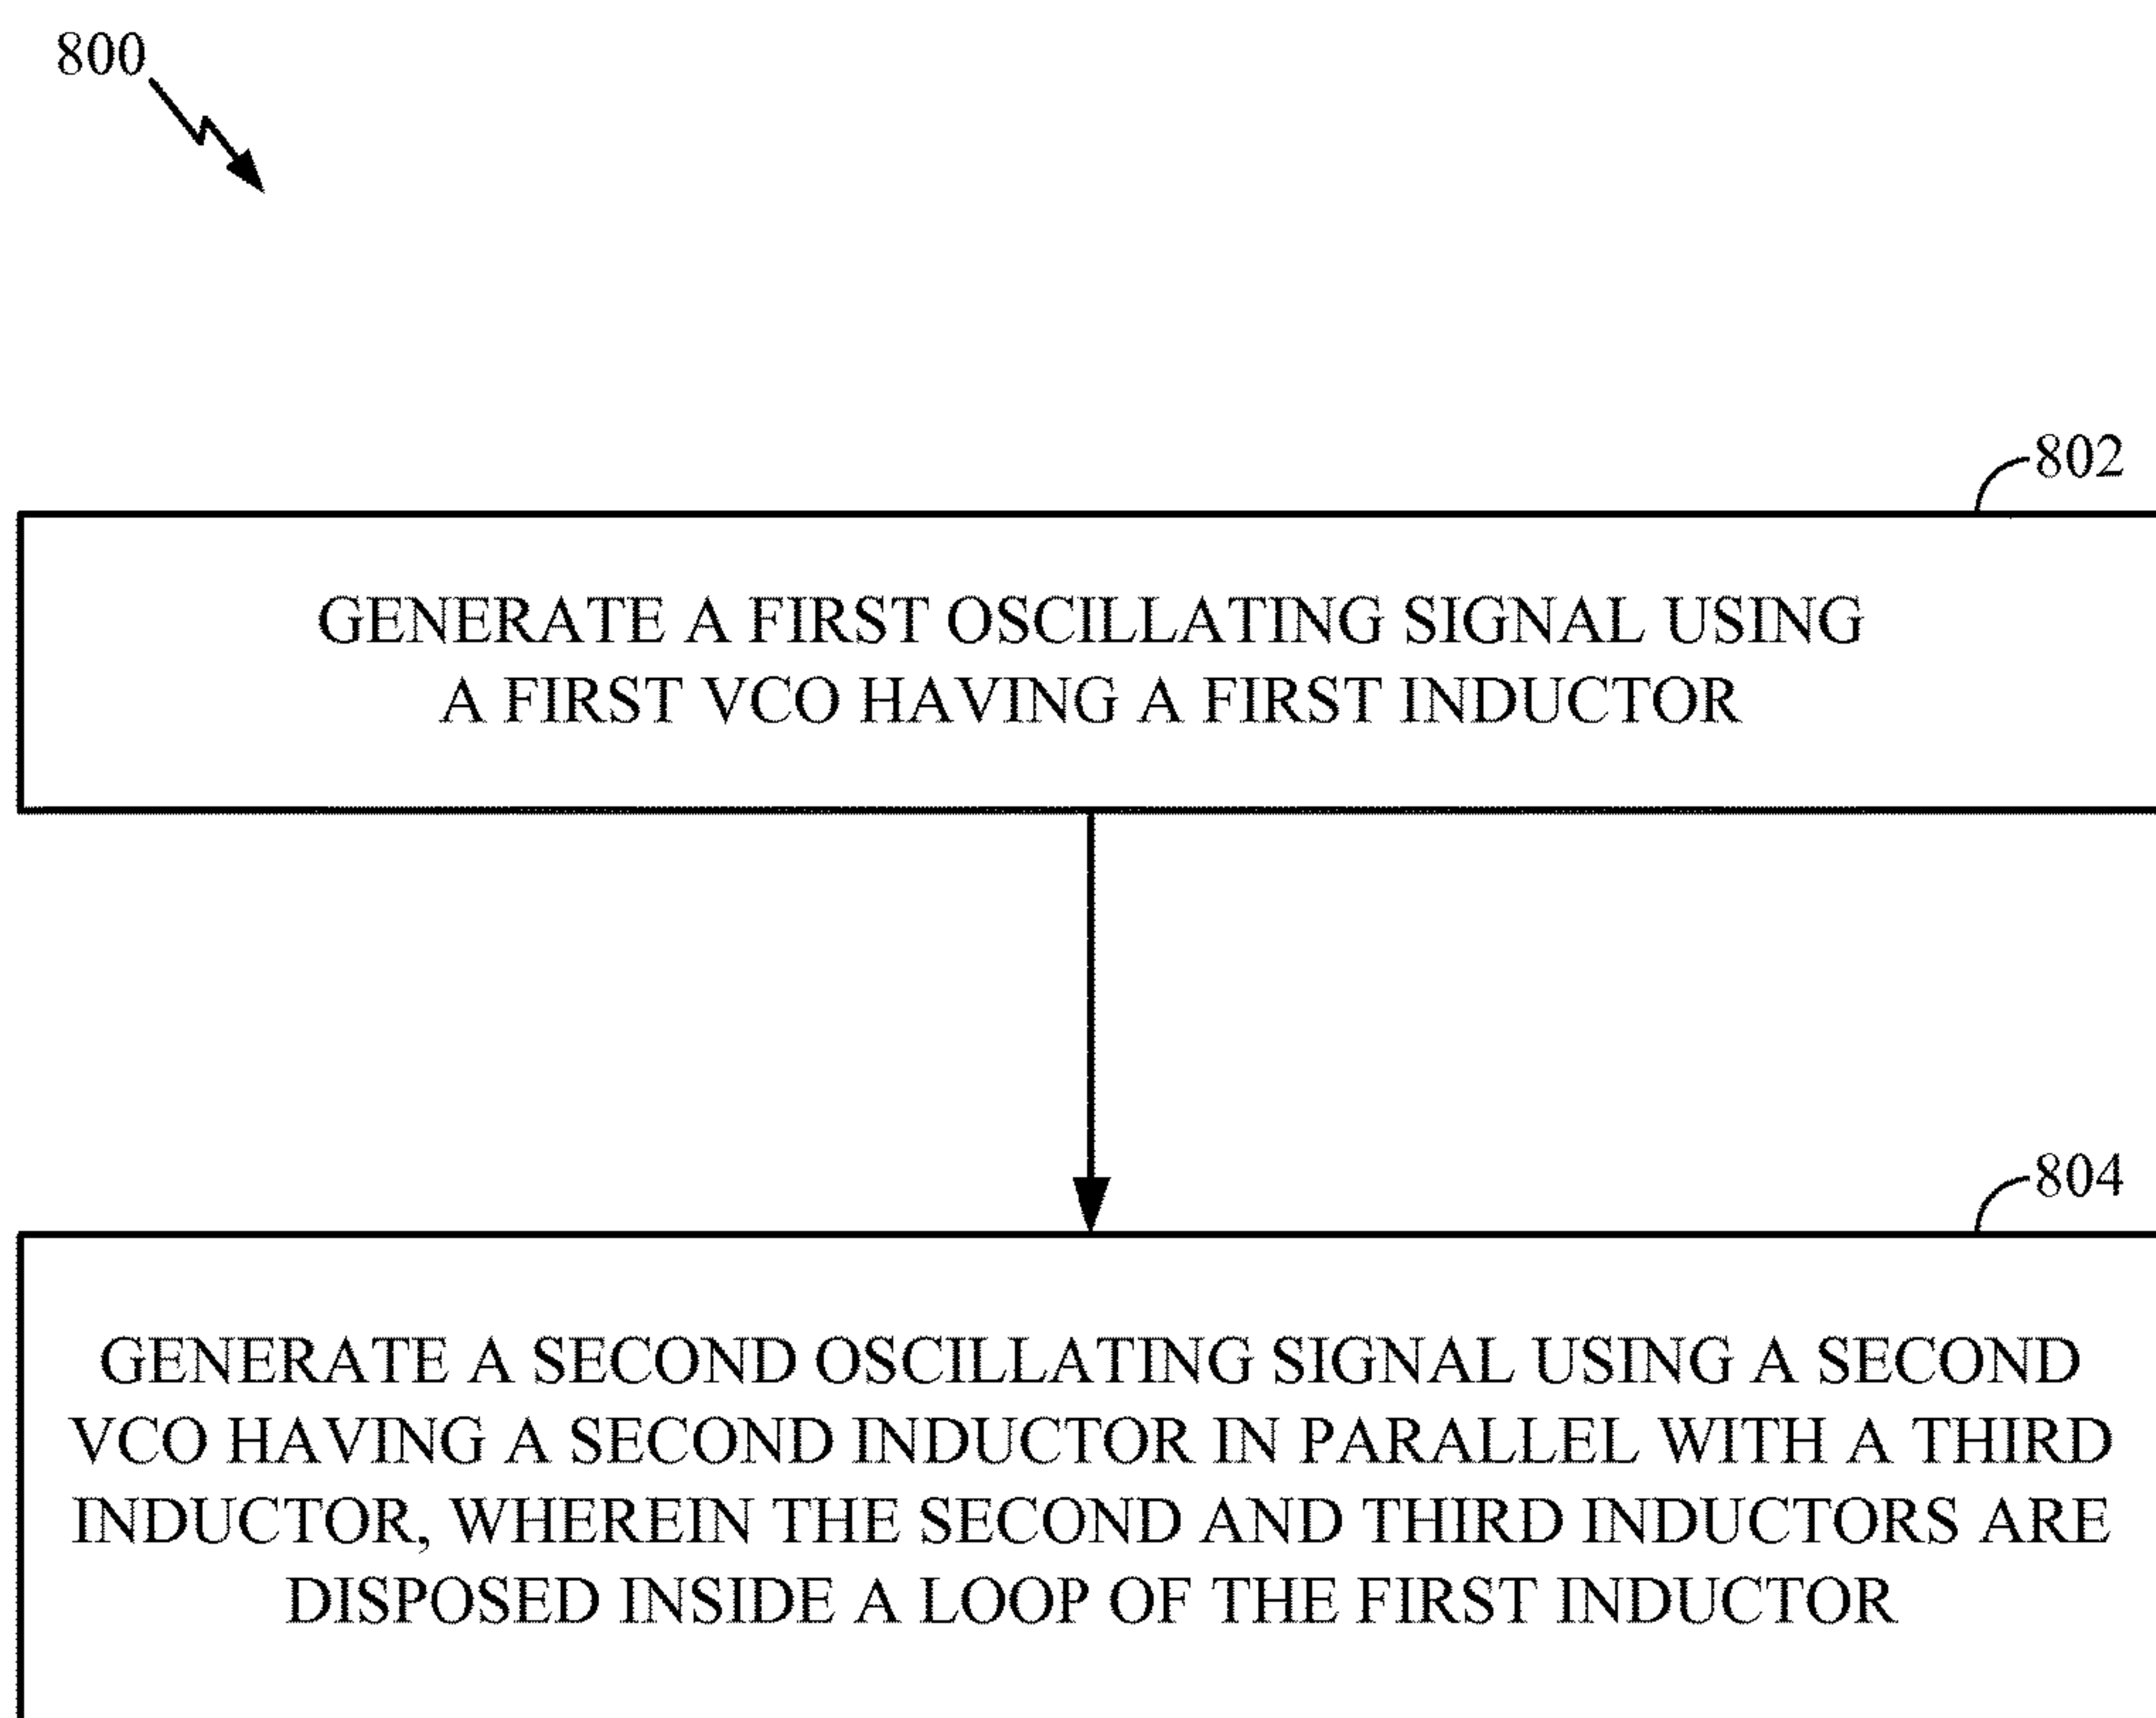 800
802
GENERATE A FIRST OSCILLATING SIGNAL USING
A FIRST VCO HAVING A FIRST INDUCTOR
804
GENERATE A SECOND OSCILLATING SIGNAL USING A SECOND
VCO HAVING A SECOND INDUCTOR IN PARALLEL WITH A THIRD
INDUCTOR, WHEREIN THE SECOND AND THIRD INDUCTORS ARE
DISPOSED INSIDE A LOOP OF THE FIRST INDUCTOR